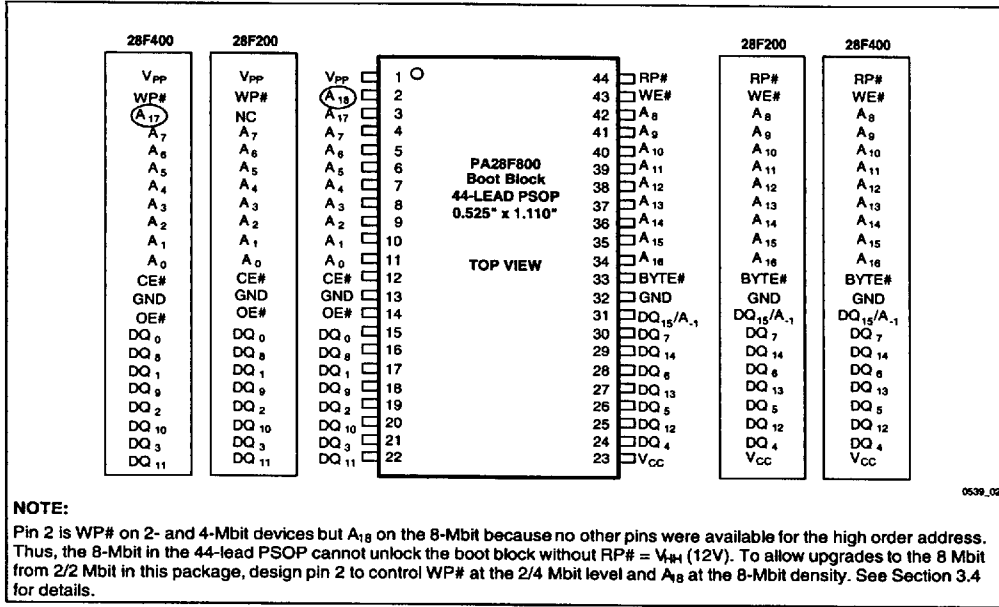 28F400 28F200 28F200 28F400
VPP VPP VPP 1 44 RP# RP# RP#
WP# WP# A18 2 43 WE# WE# WE#
A17 NC A17 3 42 A8 A8 A8
A7 A7 A7 4 41 A9 A9 A9
A6 A6 A6 5 40 A10 A10 A10
A5 A5 A5 6 PA28F800 39 A11 A11 A11
A4 A4 A4 7 Boot Block 38 A12 A12 A12
A3 A3 A3 8 44-LEAD PSOP 37 A13 A13 A13
A2 A2 A2 9 0.525" x 1.110" 36 A14 A14 A14
A1 A1 A1 10 35 A15 A15 A15
A0 A0 A0 11 TOP VIEW 34 A16 A16 A16
CE# CE# CE# 12 33 BYTE# BYTE# BYTE#
GND GND GND 13 32 GND GND GND
OE# OE# OE# 14 31 DQ15/A-1 DQ15/A-1 DQ15/A-1
DQ0 DQ0 DQ0 15 30 DQ7 DQ7 DQ7
DQ8 DQ8 DQ8 16 29 DQ14 DQ14 DQ14
DQ1 DQ1 DQ1 17 28 DQ6 DQ6 DQ6
DQ9 DQ9 DQ9 18 27 DQ13 DQ13 DQ13
DQ2 DQ2 DQ2 19 26 DQ5 DQ5 DQ5
DQ10 DQ10 DQ10 20 25 DQ12 DQ12 DQ12
DQ3 DQ3 DQ3 21 24 DQ4 DQ4 DQ4
DQ11 DQ11 DQ11 22 23 VCC VCC VCC
0539_02
NOTE:
Pin 2 is WP# on 2- and 4-Mbit devices but A18 on the 8-Mbit because no other pins were available for the high order address.
Thus, the 8-Mbit in the 44-lead PSOP cannot unlock the boot block without RP# = VHH (12V). To allow upgrades to the 8 Mbit
from 2/2 Mbit in this package, design pin 2 to control WP# at the 2/4 Mbit level and A18 at the 8-Mbit density. See Section 3.4
for details.